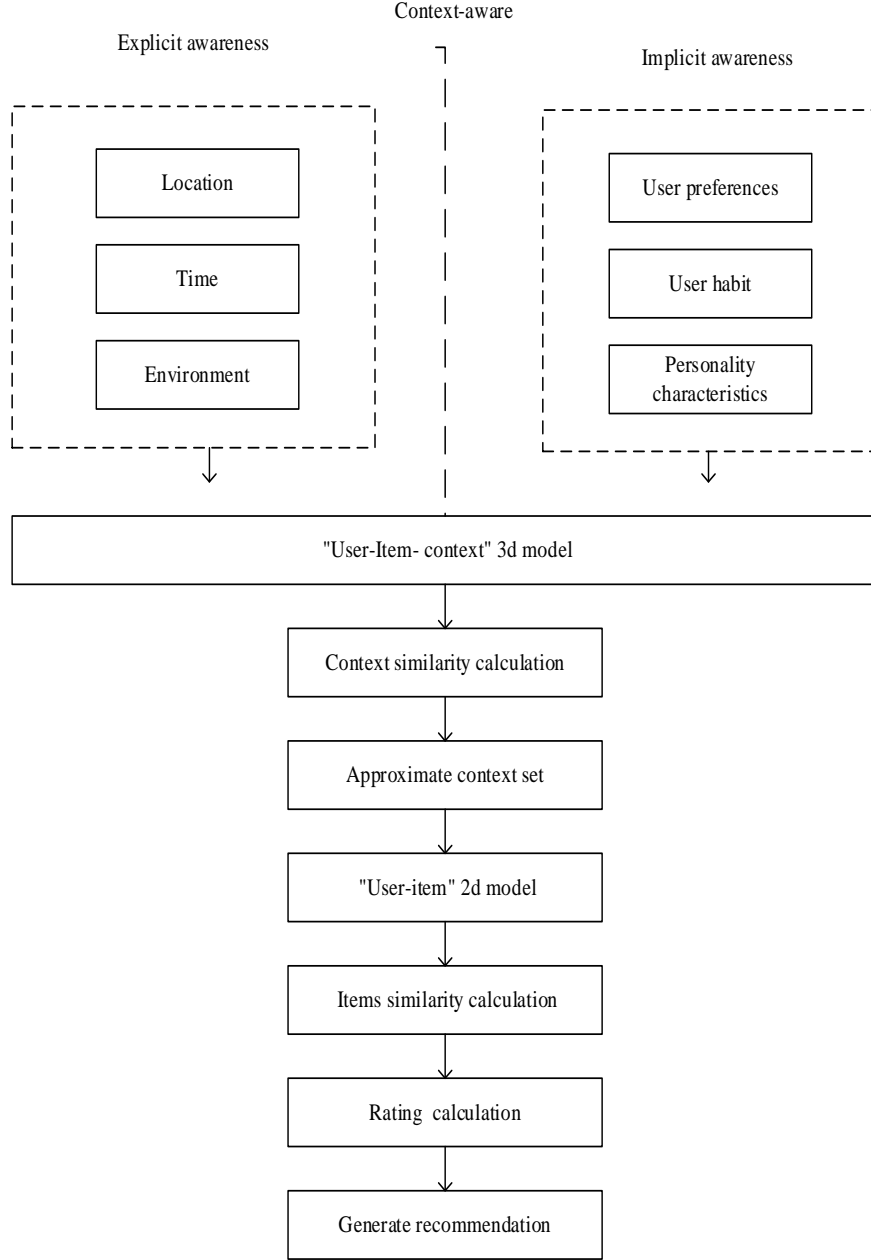 Context-aware
Explicit awareness
Implicit awareness
Location
Time
Environment
User preferences
User habit
Personality
characteristics
"User-Item- context" 3d model
Context similarity calculation
Approximate context set
"User-item" 2d model
Items similarity calculation
Rating  calculation
Generate recommendation